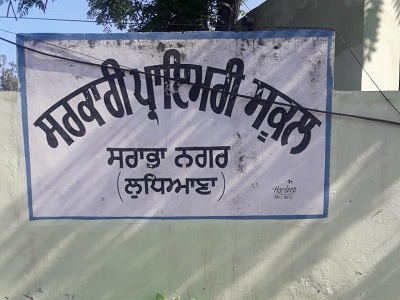 ਸਰਕਾਰੀ ਪ੍ਰਾਇਮਰੀ ਸਕੂਲ
ਸਰਾਭਾ ਨਗਰ
(ਲੁਧਿਆਣਾ)
Hardeep